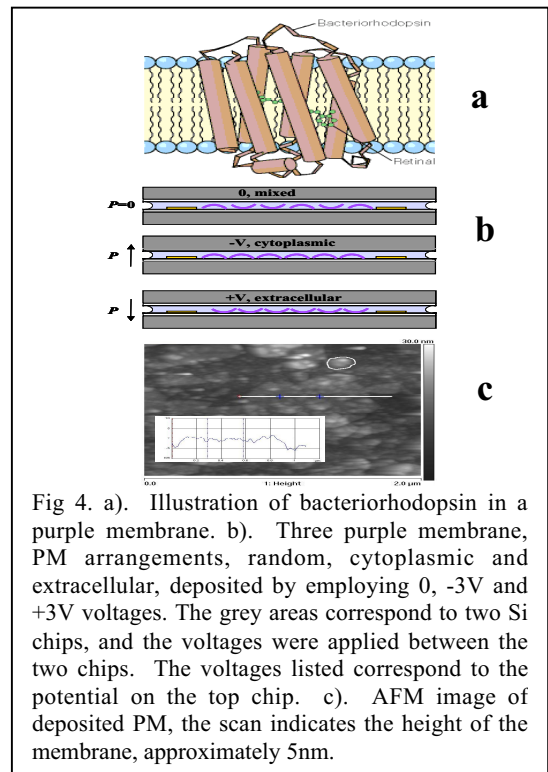 Bacteriorhodopsin
a
Retinal
0, mixed
P=0
-V, cytoplasmic
P
b
+V, extracellular
P
30.0 nm
c
0.0 1: Height 2.0 µm
Fig 4. a). Illustration of bacteriorhodopsin in a
purple membrane. b). Three purple membrane,
PM arrangements, random, cytoplasmic and
extracellular, deposited by employing 0, -3V and
+3V voltages. The grey areas correspond to two Si
chips, and the voltages were applied between the
two chips. The voltages listed correspond to the
potential on the top chip. c). AFM image of
deposited PM, the scan indicates the height of the
membrane, approximately 5nm.